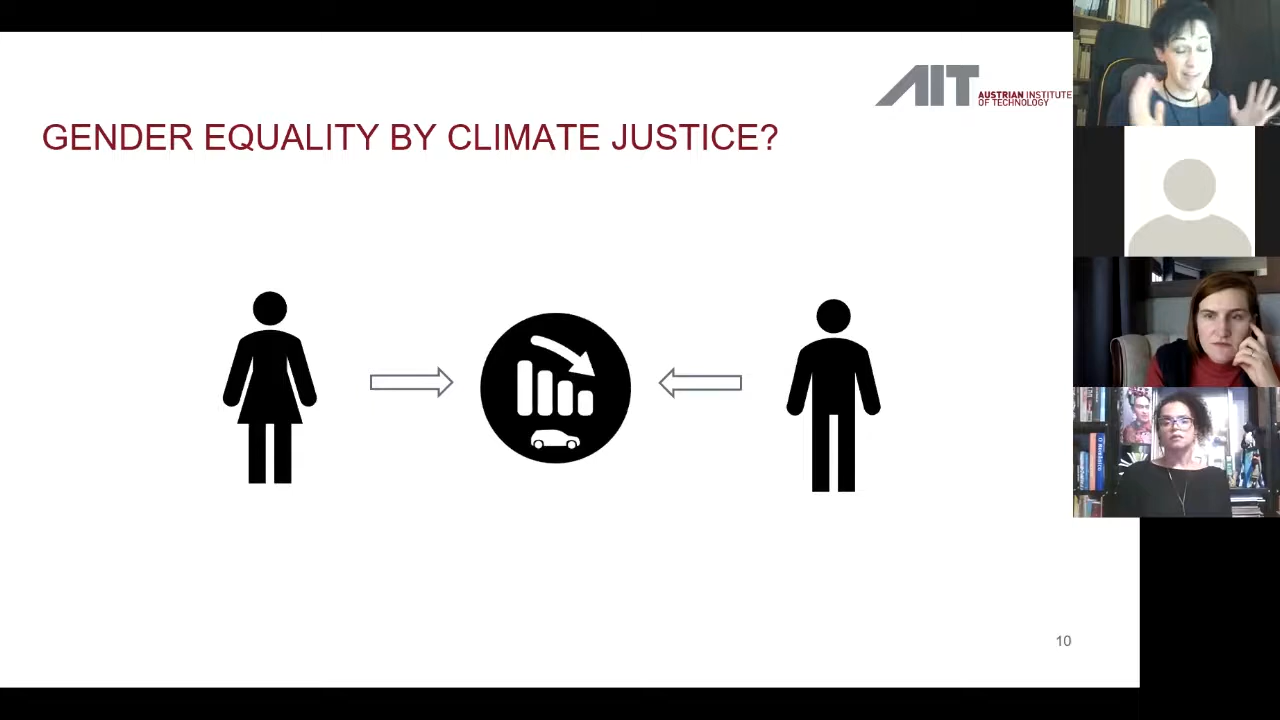 AIT
AUSTRIAN INSTITUTE
OF TECHNOLOGY
GENDER EQUALITY BY CLIMATE JUSTICE?
10